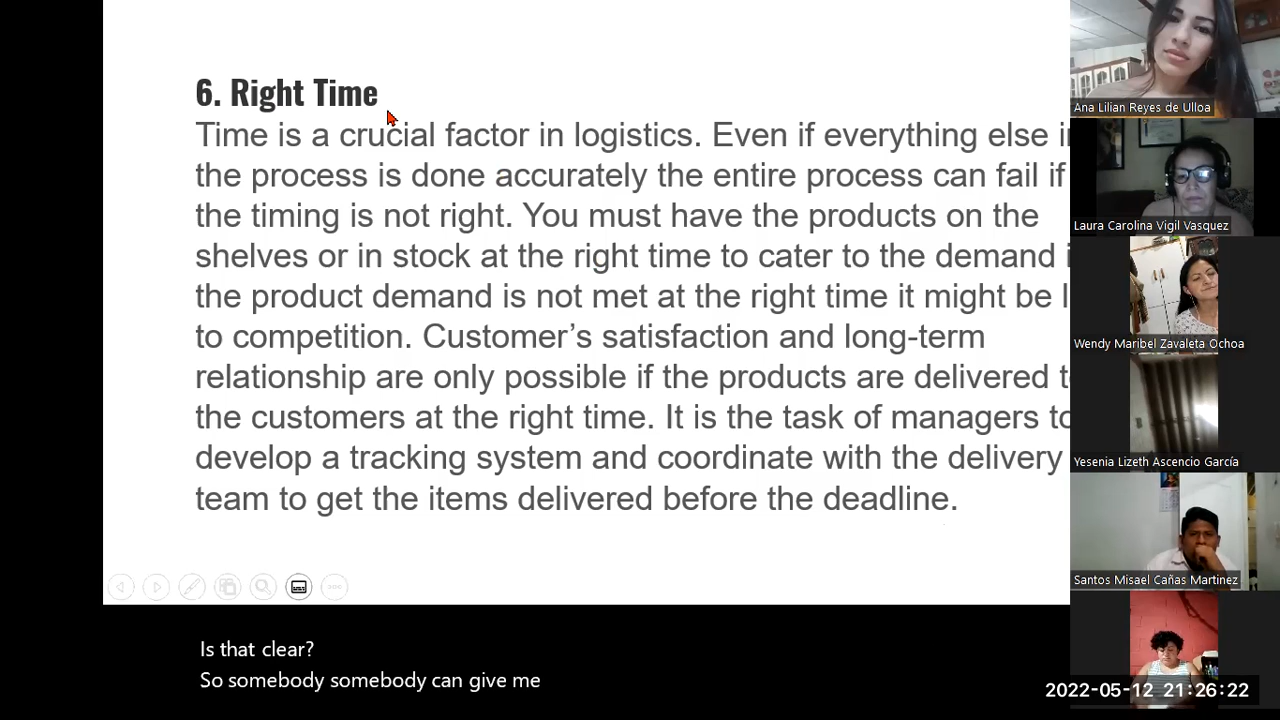 6. Right Time
Time is a crucial factor in logistics. Even if everything else
the process is done accurately the entire process can fail if
the timing is not right. You must have the products on the
shelves or in stock at the right time to cater to the demand
the product demand is not met at the right time it might be
to competition. Customer’s satisfaction and long-term
relationship are only possible if the products are delivered
the customers at the right time. It is the task of managers to
develop a tracking system and coordinate with the delivery
team to get the items delivered before the deadline.
Is that clear?
So somebody somebody can give me
Ana Lilian Reyes de Ulloa
Laura Carolina Vigil Vasquez
Wendy Maribel Zavaleta Ochoa
Yesenia Lizeth Ascencio García
Santos Misael Cañas Martinez
2022-05-12 21:26:22